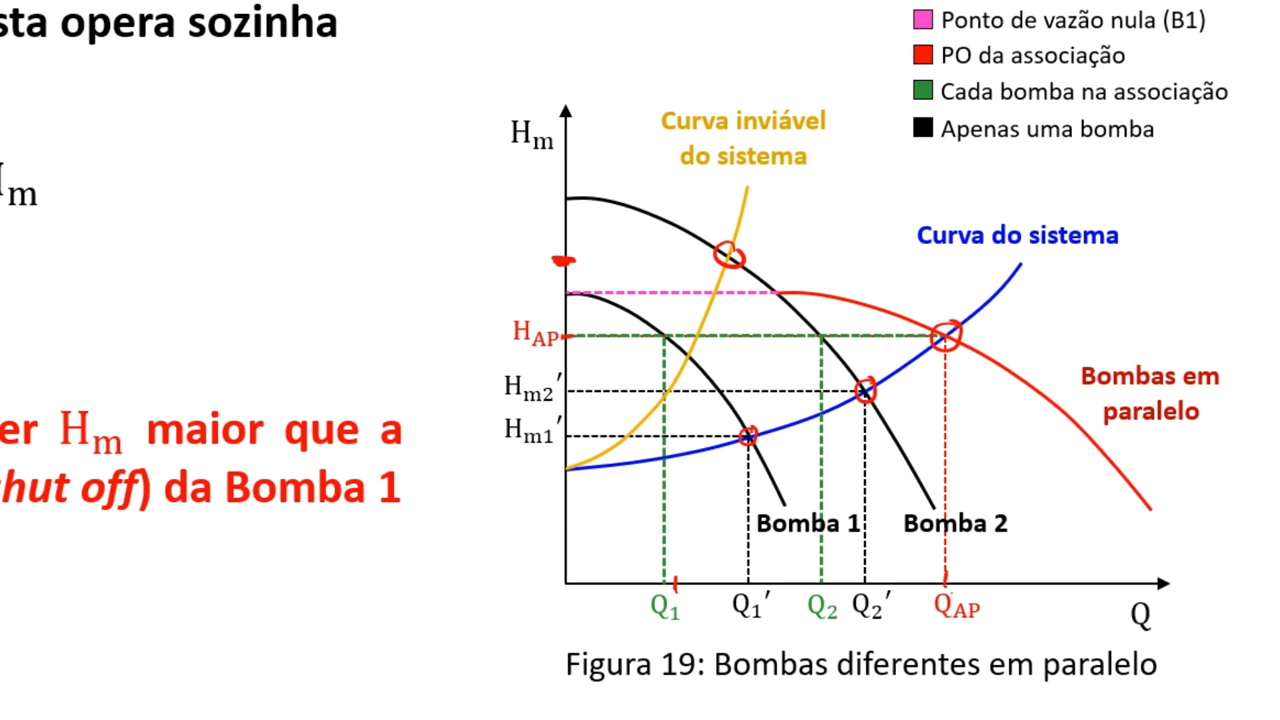 sta opera sozinha
Hm
er Hm maior que a
hut off) da Bomba 1
Ponto de vazão nula (B1)
PO da associação
Cada bomba na associação
Apenas uma bomba
Curva inviável
do sistema
Hm
Curva do sistema
HAP
Hm2′
Hm1′
Bombas em
paralelo
Bomba 1
Bomba 2
Q1
Q1′
Q2
Q2′
QAP
Q
Figura 19: Bombas diferentes em paralelo